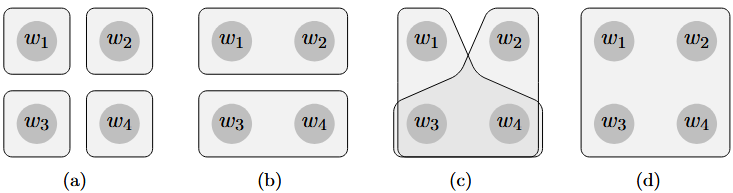 w₁ w₂ w₁ w₂ w₁ w₂ w₁ w₂
w₃ w₄ w₃ w₄ w₃ w₄ w₃ w₄
(a) (b) (c) (d)